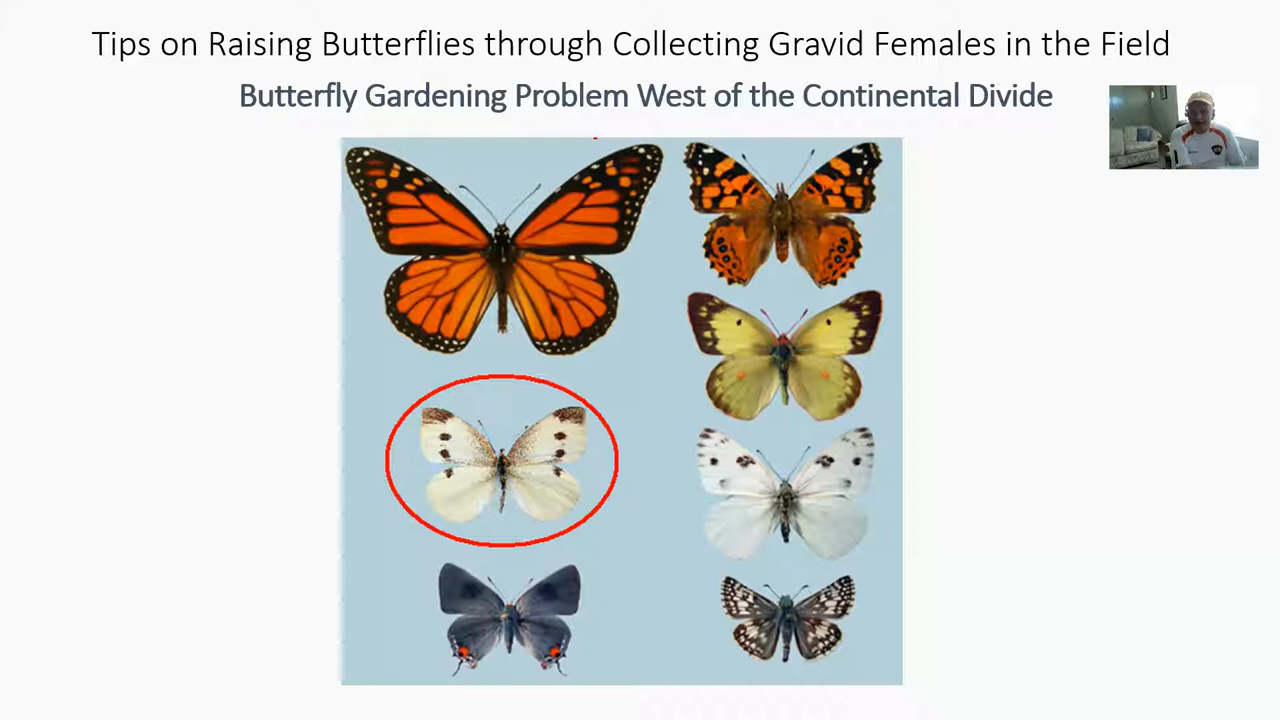 Tips on Raising Butterflies through Collecting Gravid Females in the Field
Butterfly Gardening Problem West of the Continental Divide